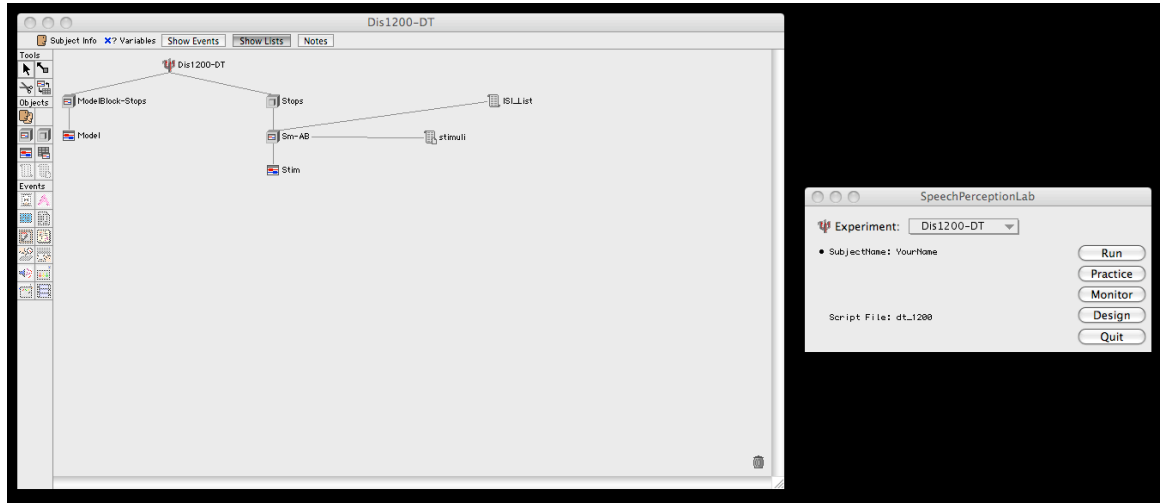 Dis1200-DT
Subject Info X? Variables Show Events Show Lists Notes
Tools
Dis1200-DT
Objects
ModelBlock-Stops Stops ISI_List
Model Sm-AB stimuli
Stim
Events
SpeechPerceptionLab
Experiment: Dis1200-DT
• SubjectName: YourName
Run
Practice
Monitor
Script File: dt_1200
Design
Quit